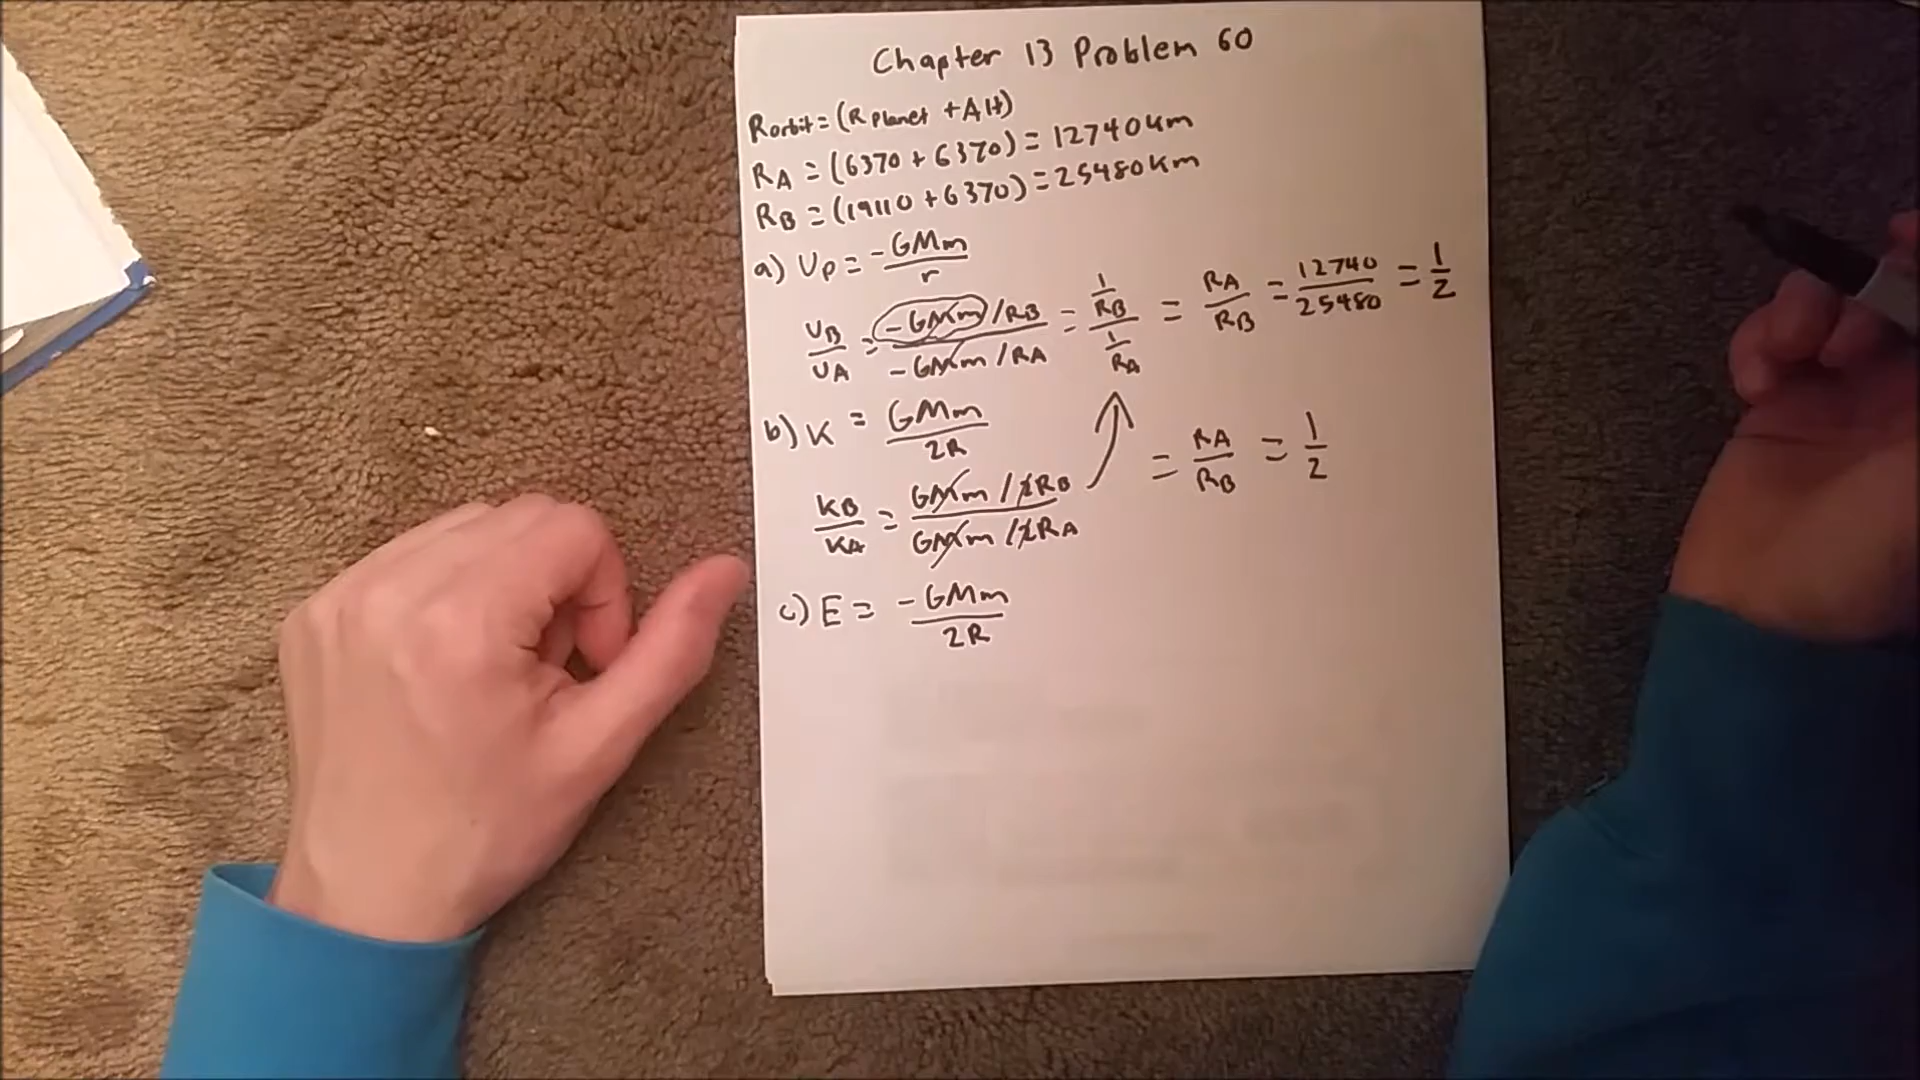 Chapter 13 Problem 60
Rorbit = (RPlanet + Alt)
RA = (6370 + 6370) = 12740km
RB = (19110 + 6370) = 25480km
a) Up = -GMm / r
UB / UA = -GMm/RB / -GMm/RA = 1/RB / 1/RA = RA / RB = 12740 / 25480 = 1/2
b) K = GMm / 2R
KB / KA = GMm/2RB / GMm/2RA = RA / RB = 1/2
c) E = -GMm / 2R